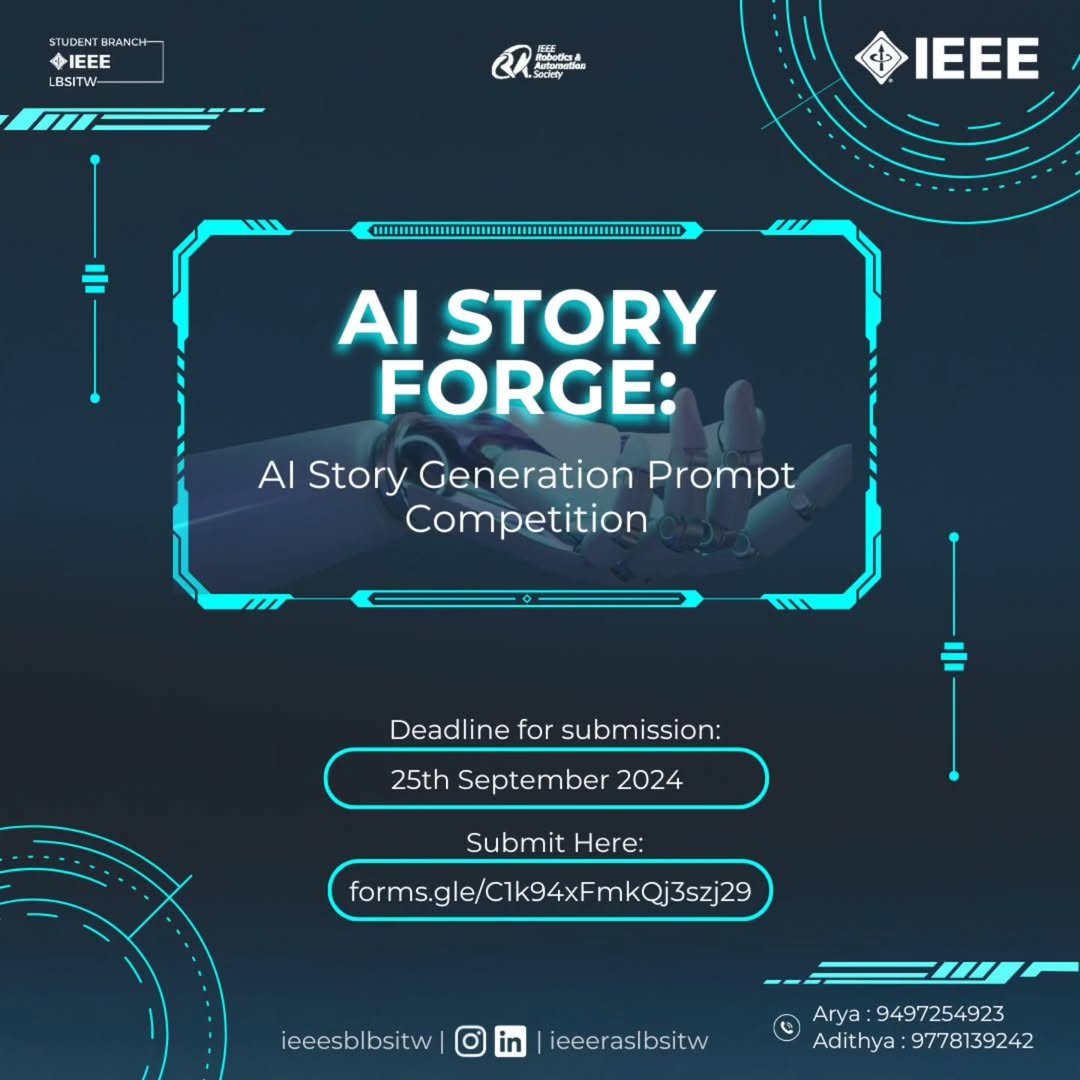 STUDENT BRANCH
IEEE
LBSITW
IEEE
Robotics &
Automation
Society
IEEE
AI STORY
FORGE:
AI Story Generation Prompt
Competition
Deadline for submission:
25th September 2024
Submit Here:
forms.gle/C1k94xFmkQj3szj29
ieeesblbsitw | in | ieeeraslbsitw
Arya : 9497254923
Adithya : 9778139242